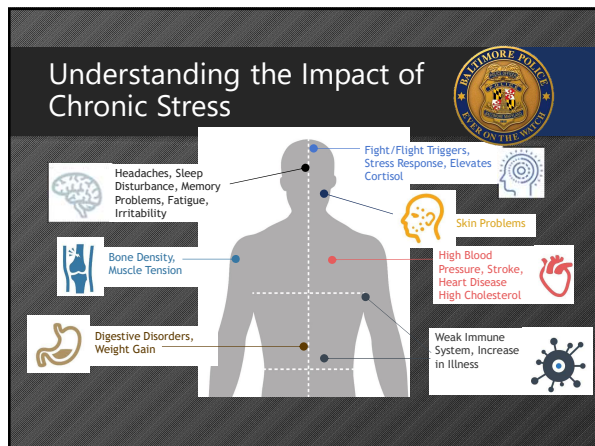 Understanding the Impact of
Chronic Stress
BALTIMORE POLICE
EVER ON THE WATCH
POLICE
Headaches, Sleep
Disturbance, Memory
Problems, Fatigue,
Irritability
Fight/Flight Triggers,
Stress Response, Elevates
Cortisol
Skin Problems
Bone Density,
Muscle Tension
High Blood
Pressure, Stroke,
Heart Disease
High Cholesterol
Digestive Disorders,
Weight Gain
Weak Immune
System, Increase
in Illness